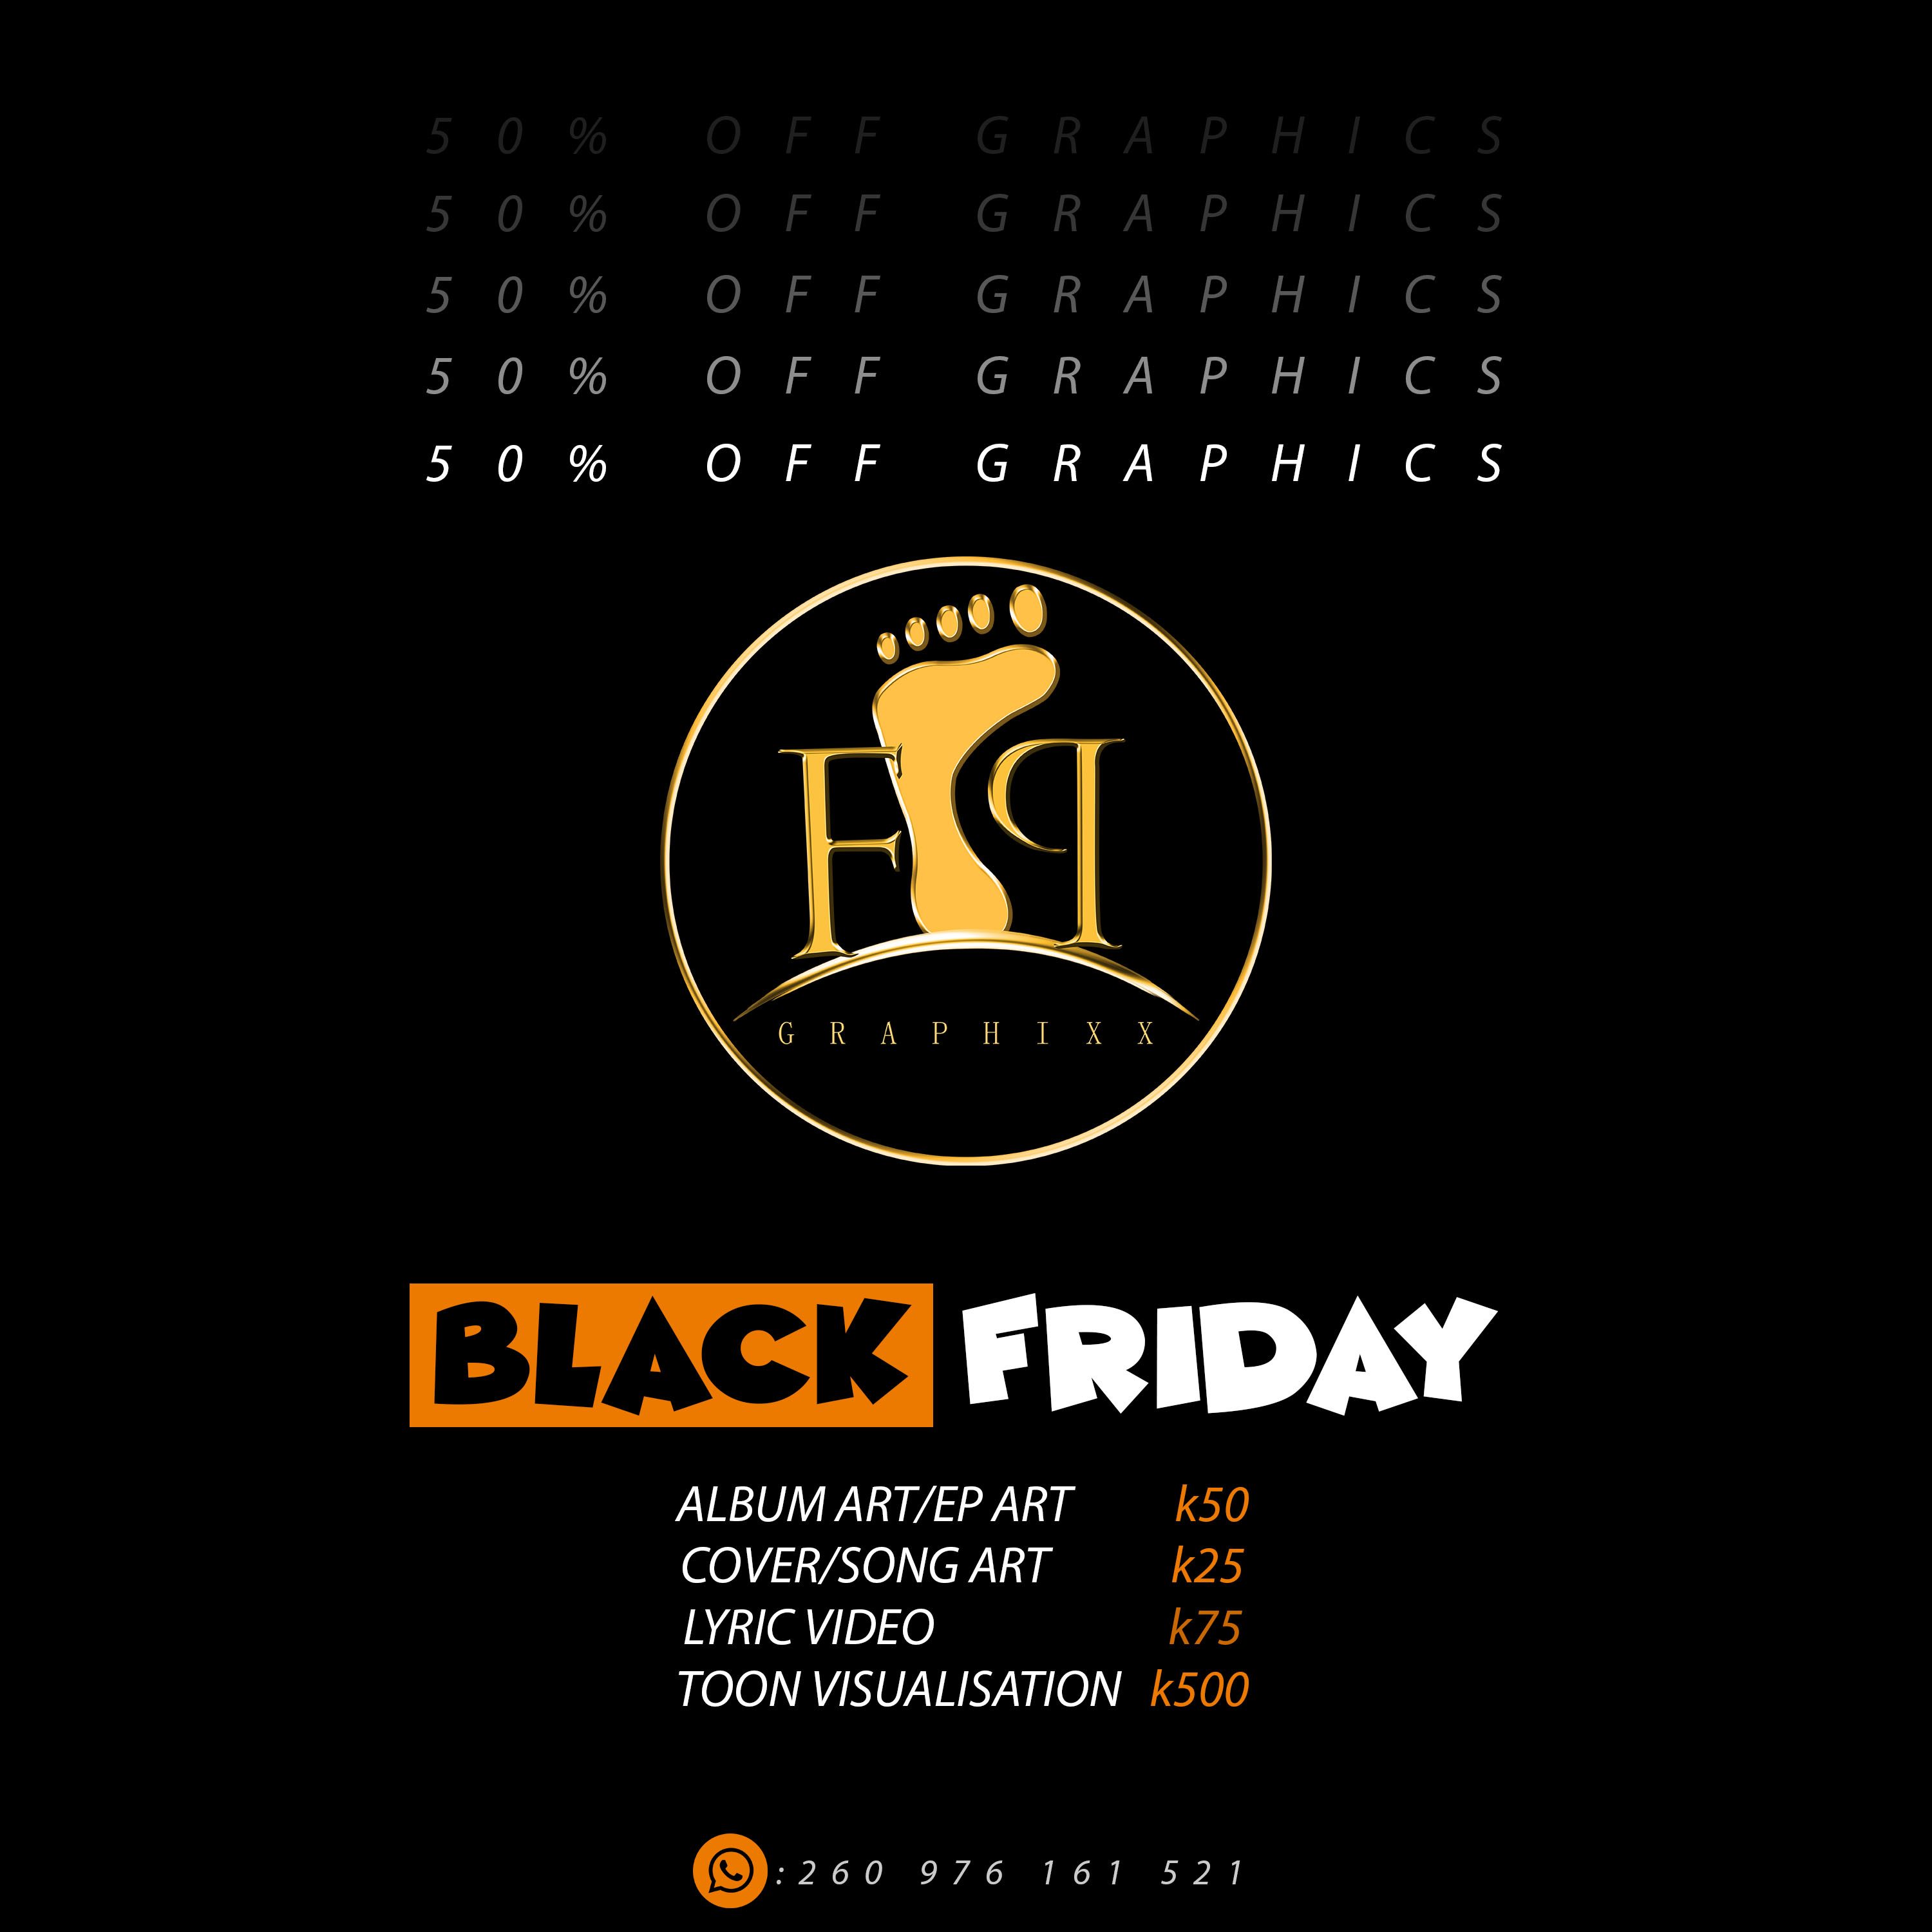 50% OFF GRAPHICS
50% OFF GRAPHICS
50% OFF GRAPHICS
50% OFF GRAPHICS
50% OFF GRAPHICS
FP
GRAPHIXX
BLACK FRIDAY
ALBUM ART/EP ART k50
COVER/SONG ART k25
LYRIC VIDEO k75
TOON VISUALISATION k500
:260 976 161 521